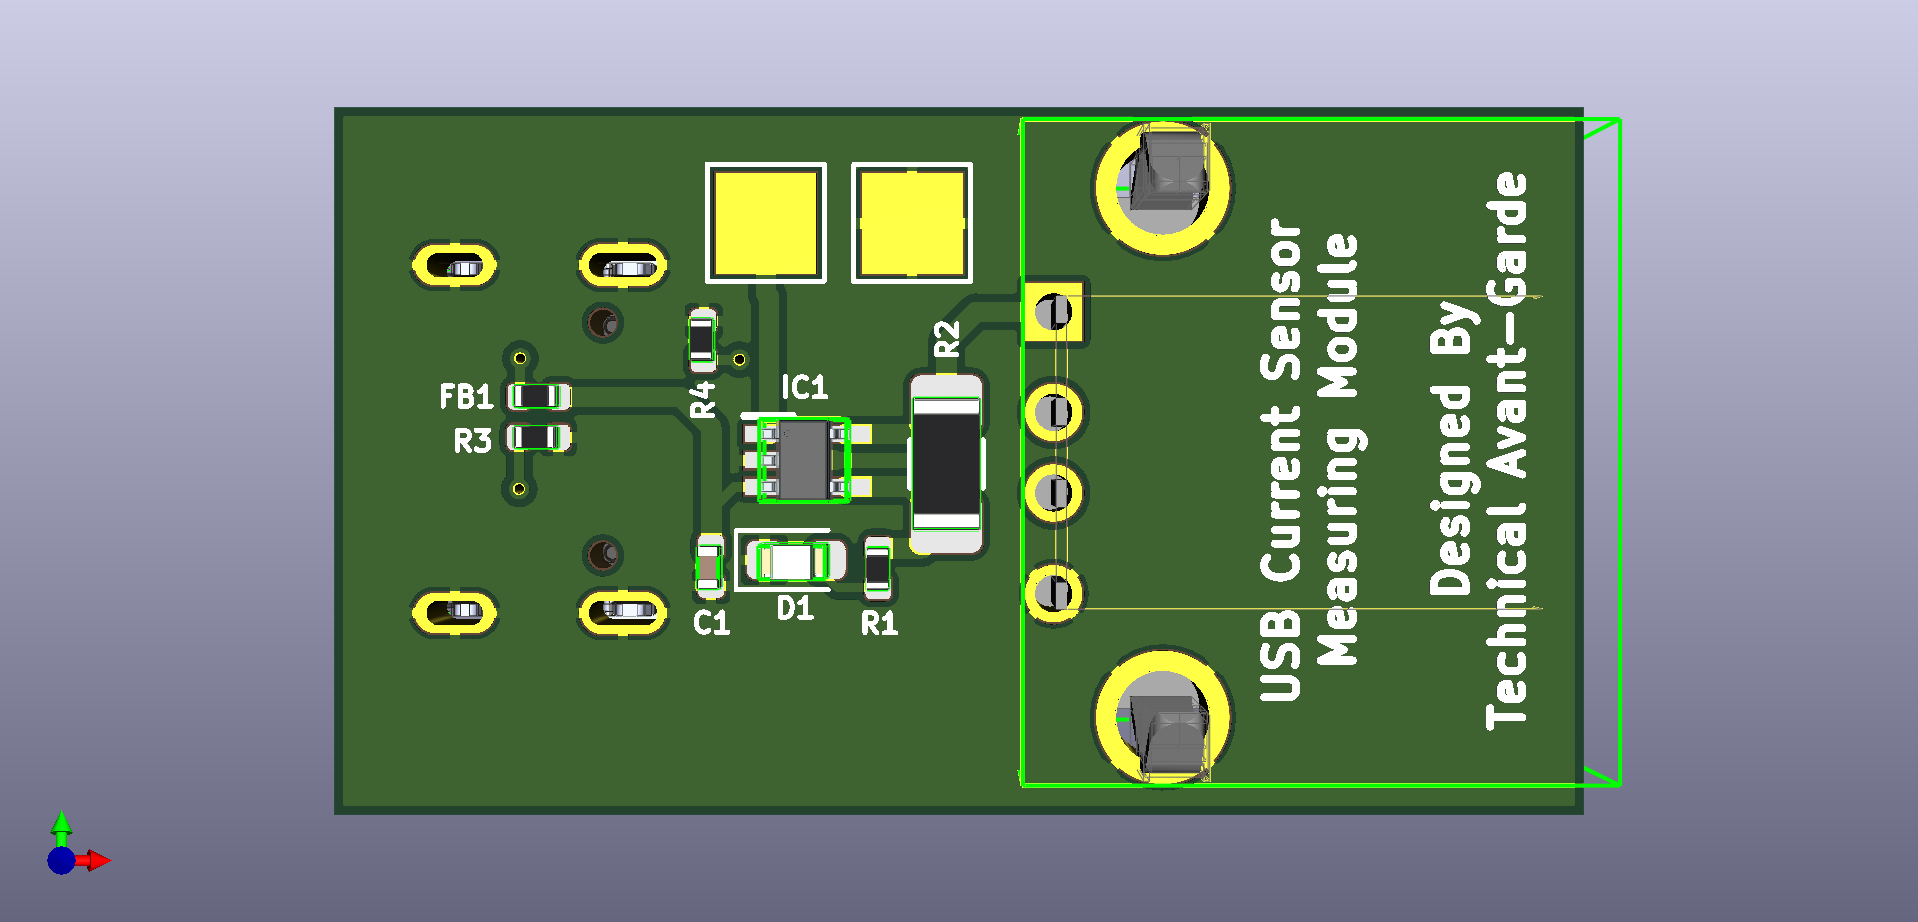 R2
IC1
FB1
R4
R3
D1
C1
R1
USB Current Sensor
Measuring Module
Designed By
Technical Avant-Garde